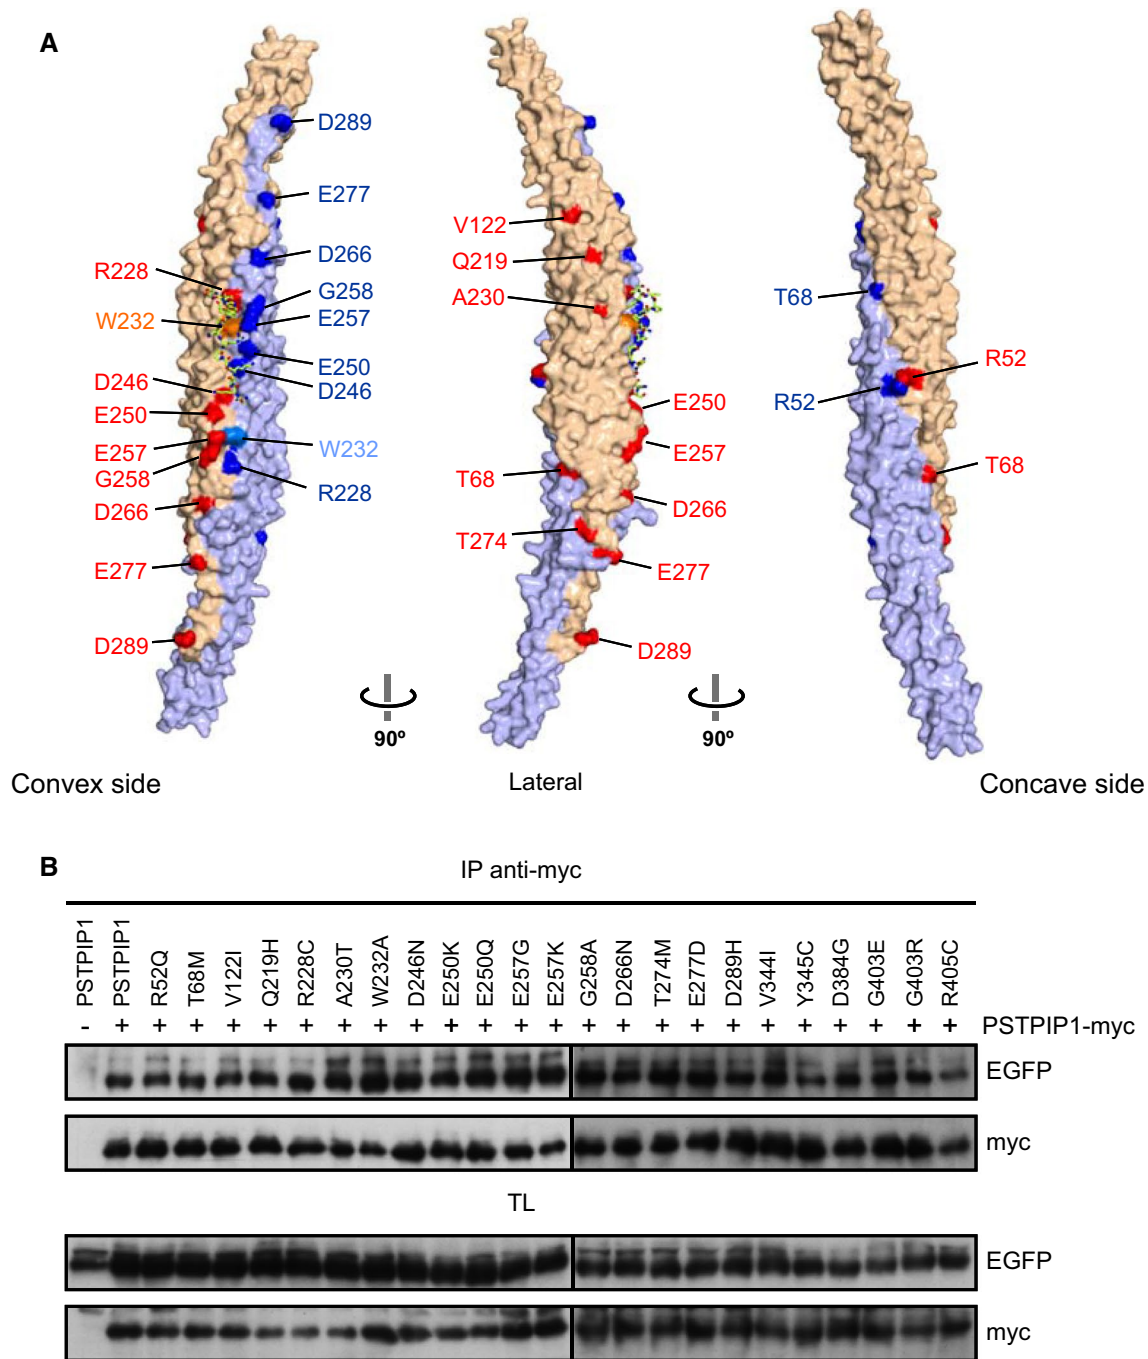 A
D289
E277
D266
R228
G258
W232
E257
E250
D246
D246
E250
E257
W232
G258
R228
D266
E277
D289
V122
Q219
A230
E250
E257
T68
D266
T274
E277
D289
T68
R52
R52
T68
90º
90º
Convex side
Lateral
Concave side
B
IP anti-myc
PSTPIP1 PSTPIP1 R52Q T68M V122I Q219H R228C A230T W232A D246N E250K E250Q E257G E257K G258A D266N T274M E277D D289H V344I Y345C D384G G403E G403R R405C
- + + + + + + + + + + + + + + + + + + + + + + + + PSTPIP1-myc
EGFP
myc
TL
EGFP
myc